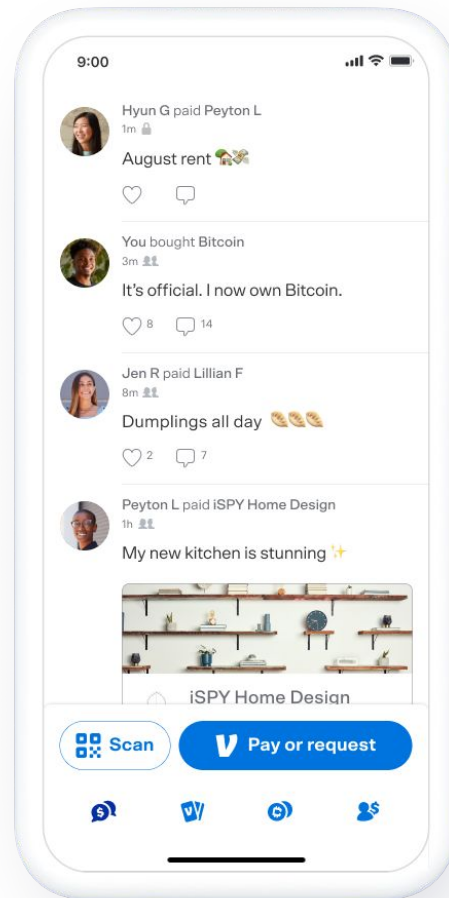 9:00
Hyun G paid Peyton L
1m
August rent 🏡💸
You bought Bitcoin
3m
It's official. I now own Bitcoin.
8 14
Jen R paid Lillian F
8m
Dumplings all day 🥟🥟🥟
2 7
Peyton L paid iSPY Home Design
1h
My new kitchen is stunning ✨
iSPY Home Design
Scan
Pay or request